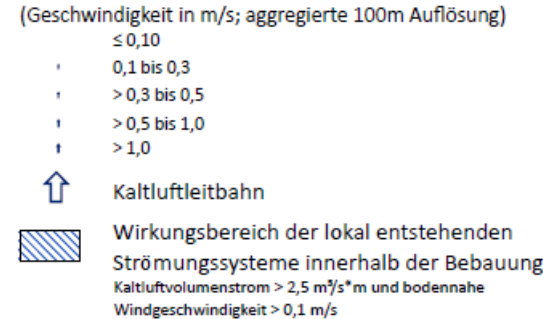 (Geschwindigkeit in m/s; aggregierte 100m Auflösung)
≤ 0,10
0,1 bis 0,3
> 0,3 bis 0,5
> 0,5 bis 1,0
> 1,0
Kaltluftleitbahn
Wirkungsbereich der lokal entstehenden
Strömungssysteme innerhalb der Bebauung
Kaltluftvolumenstrom > 2,5 m³/s*m und bodennahe
Windgeschwindigkeit > 0,1 m/s